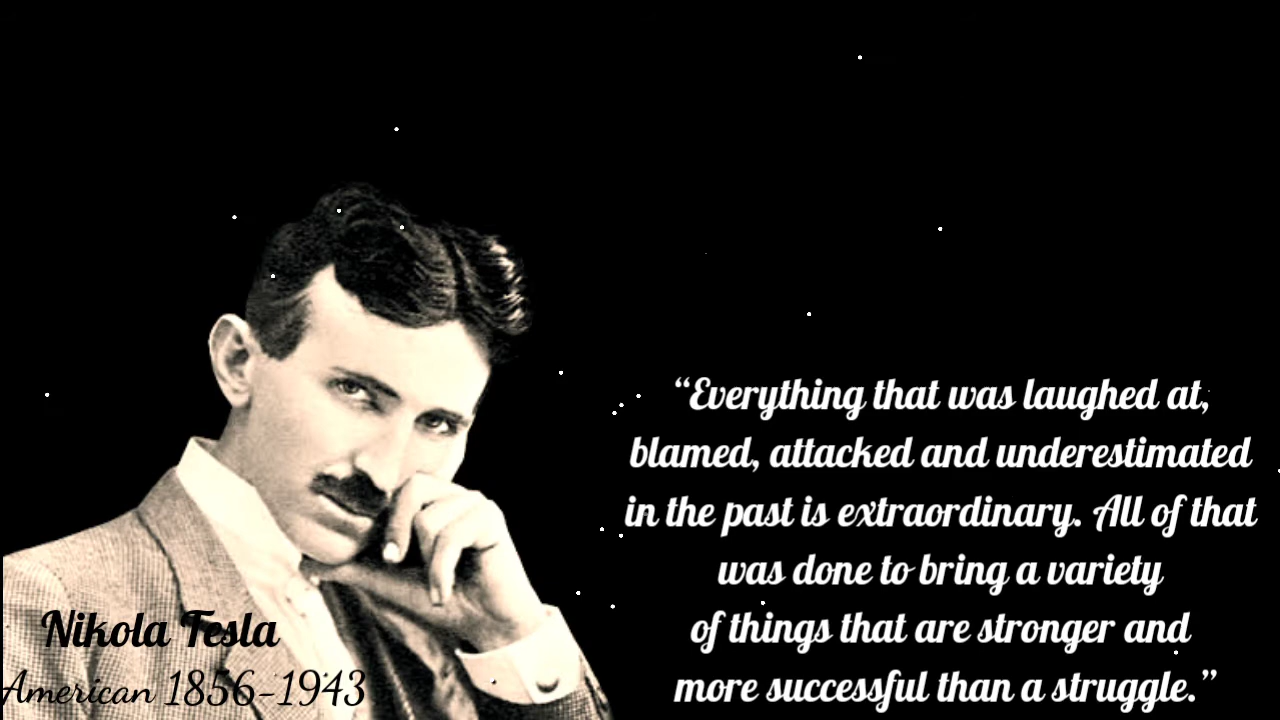 “Everything that was laughed at,
blamed, attacked and underestimated
in the past is extraordinary. All of that
was done to bring a variety
of things that are stronger and
more successful than a struggle.”
Nikola Tesla
American 1856-1943